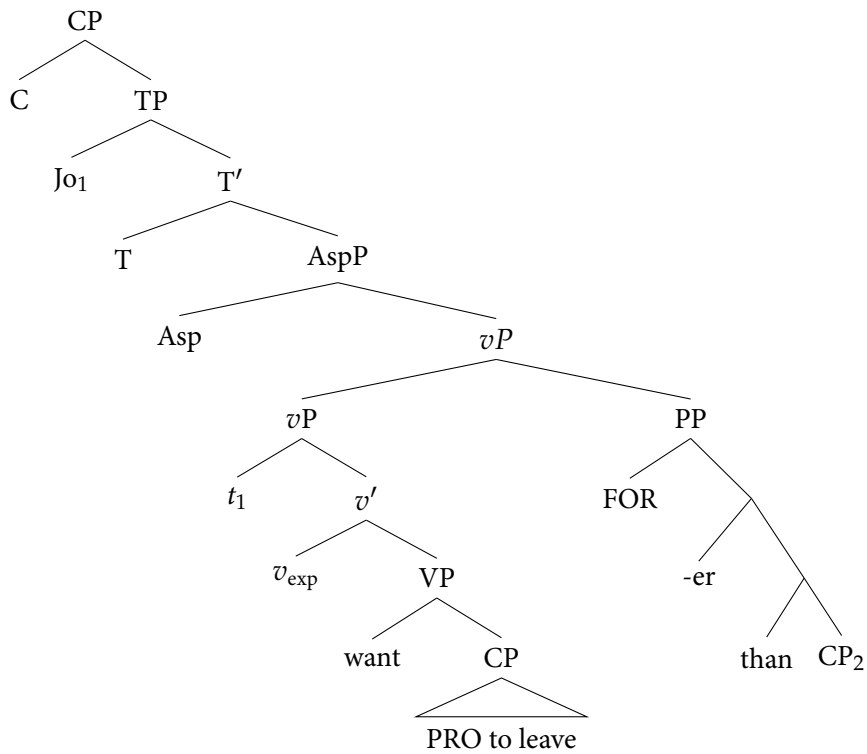 CP
C TP
Jo₁ T′
T AspP
Asp vP
vP PP
t₁ v′ FOR
v_exp VP -er
want CP than CP₂
PRO to leave